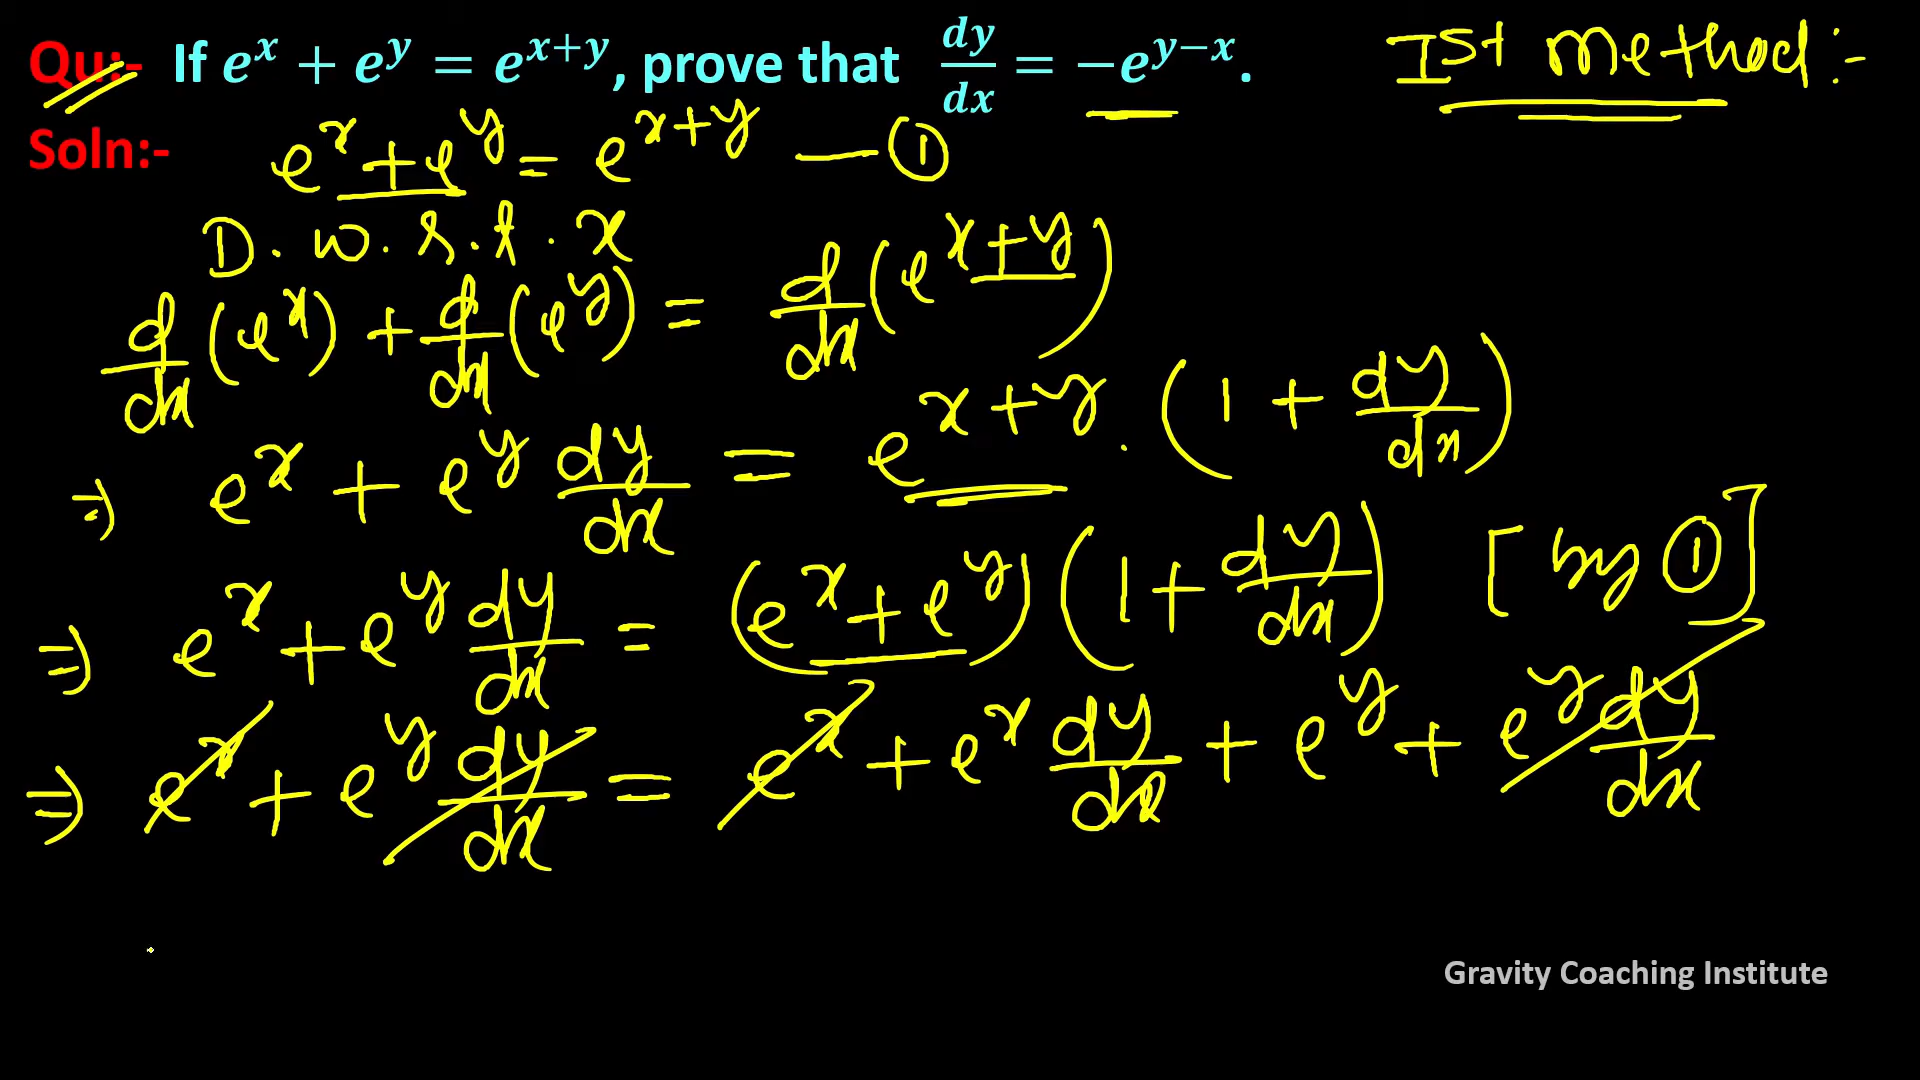 Qu:- If e^x + e^y = e^{x+y}, prove that dy/dx = −e^{y−x}. Ist method:-
Soln:- e^x + e^y = e^{x+y} — ①
D. w. r. t. x
d/dx (e^x) + d/dx (e^y) = d/dx (e^{x+y})
⇒ e^x + e^y dy/dx = e^{x+y} . (1 + dy/dx)
⇒ e^x + e^y dy/dx = (e^x + e^y) (1 + dy/dx) [by ①]
⇒ e^x + e^y dy/dx = e^x + e^x dy/dx + e^y + e^y dy/dx
Gravity Coaching Institute